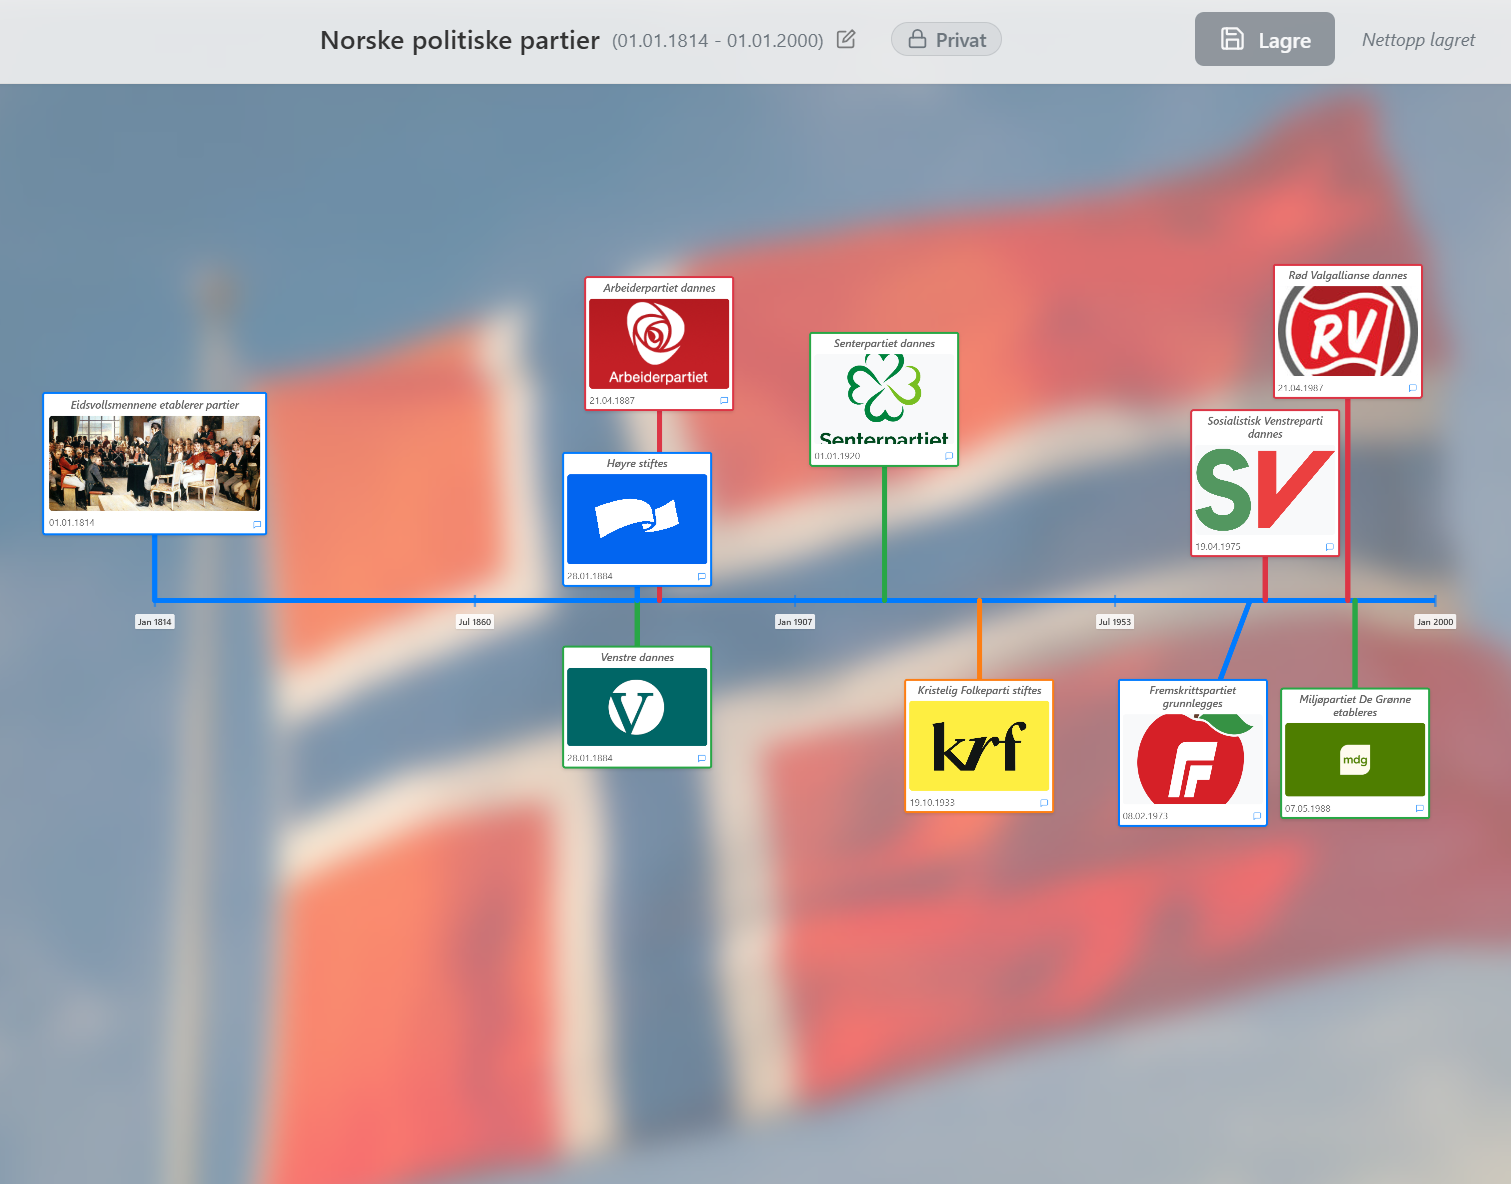 Norske politiske partier (01.01.1814 - 01.01.2000)
Privat
Lagre
Nettopp lagret
Rød Valgallianse dannes
RV
21.04.1987
Arbeiderpartiet dannes
Arbeiderpartiet
21.04.1887
Senterpartiet dannes
Senterpartiet
01.01.1920
Eidsvollsmennene etablerer partier
01.01.1814
Sosialistisk Venstreparti
dannes
SV
19.04.1975
Høyre stiftes
28.01.1884
Jan 1814
Jul 1860
Jan 1907
Jul 1953
Jan 2000
Venstre dannes
V
28.01.1884
Kristelig Folkeparti stiftes
krf
19.10.1933
Fremskrittspartiet
grunnlegges
F
08.02.1973
Miljøpartiet De Grønne
etableres
mdg
07.05.1988